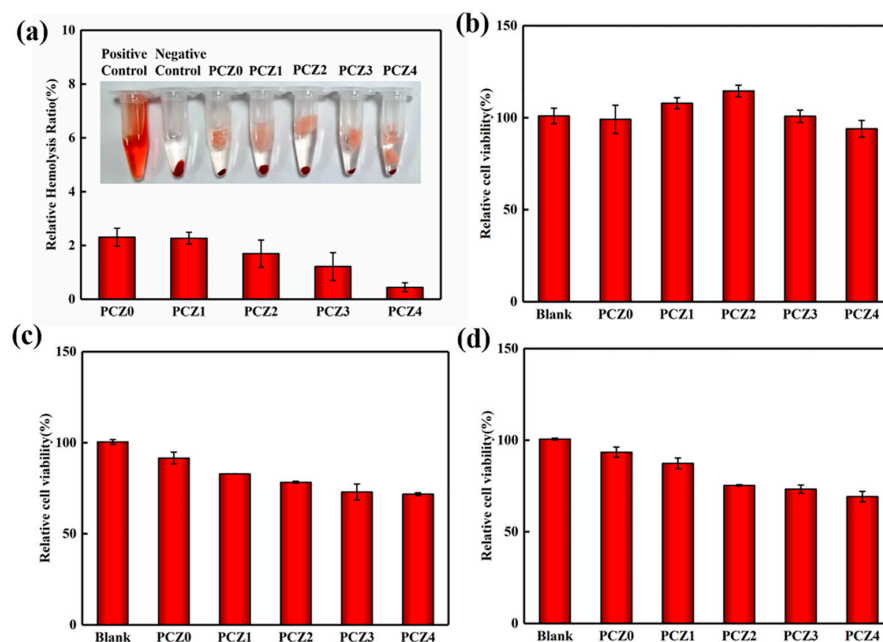 (a)
Relative Hemolysis Ratio(%)
10
8
6
4
2
0
Positive Negative
Control Control PCZ0 PCZ1 PCZ2 PCZ3 PCZ4
PCZ0 PCZ1 PCZ2 PCZ3 PCZ4
(b)
Relative cell viability(%)
150
100
50
0
Blank PCZ0 PCZ1 PCZ2 PCZ3 PCZ4
(c)
Relative cell viability(%)
150
100
50
0
Blank PCZ0 PCZ1 PCZ2 PCZ3 PCZ4
(d)
Relative cell viability(%)
150
100
50
0
Blank PCZ0 PCZ1 PCZ2 PCZ3 PCZ4